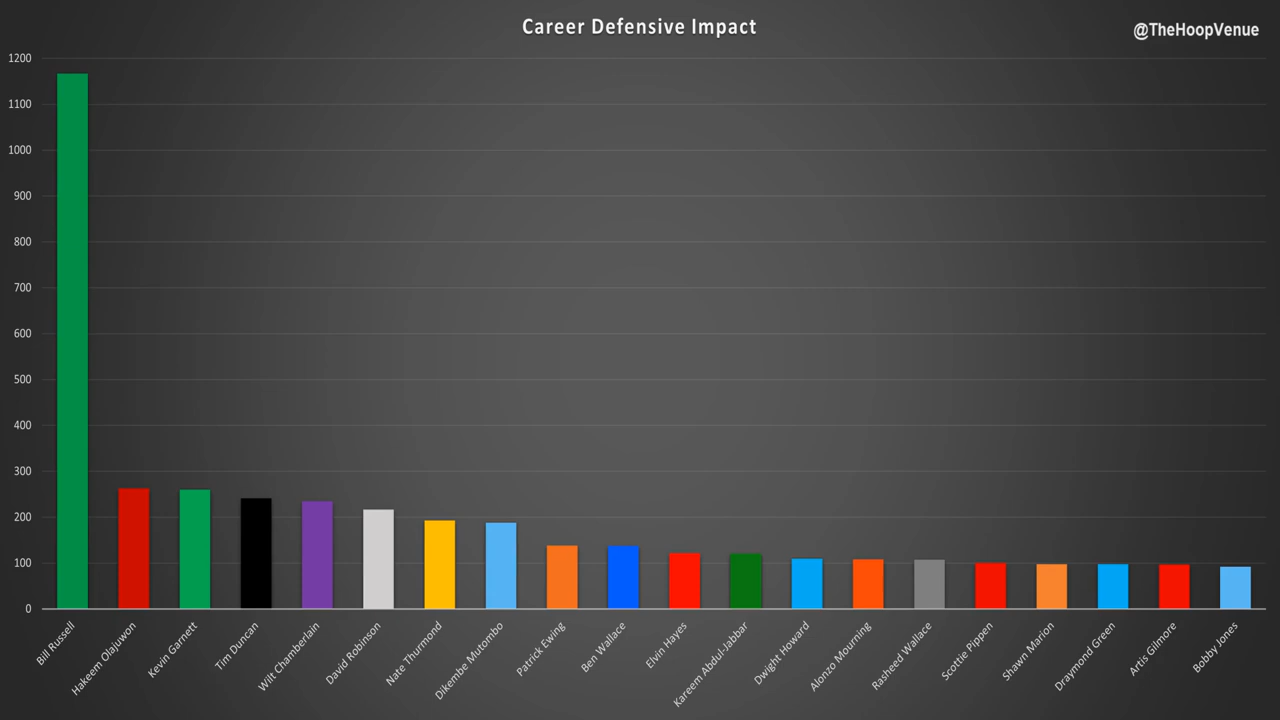 Career Defensive Impact
@TheHoopVenue
1200
1100
1000
900
800
700
600
500
400
300
200
100
0
Bill Russell
Hakeem Olajuwon
Kevin Garnett
Tim Duncan
Wilt Chamberlain
David Robinson
Nate Thurmond
Dikembe Mutombo
Patrick Ewing
Ben Wallace
Elvin Hayes
Kareem Abdul-Jabbar
Dwight Howard
Alonzo Mourning
Rasheed Wallace
Scottie Pippen
Shawn Marion
Draymond Green
Artis Gilmore
Bobby Jones